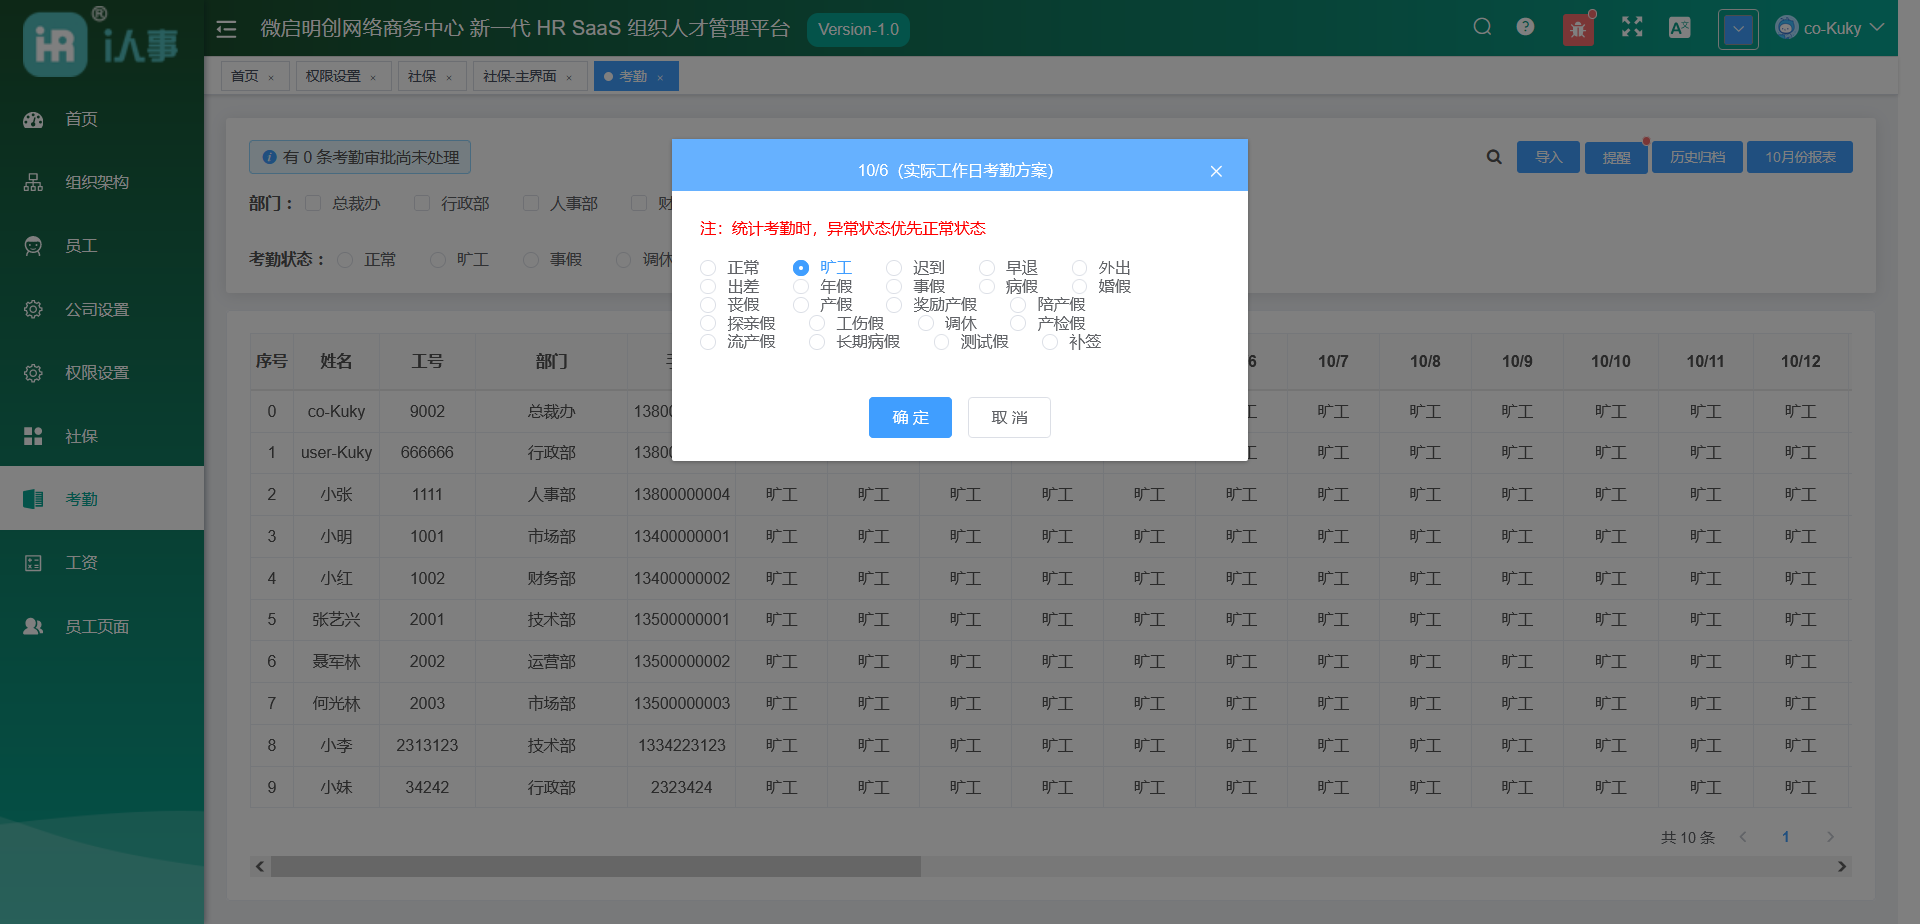 iR ® i人事
微启明创网络商务中心 新一代 HR SaaS 组织人才管理平台 Version-1.0 co-Kuky
首页 × 权限设置 × 社保 × 社保-主界面 × 考勤 ×
首页
组织架构
员工
公司设置
权限设置
社保
考勤
工资
员工页面
有 0 条考勤审批尚未处理
导入 提醒 历史归档 10月份报表
部门： 总裁办 行政部 人事部
考勤状态： 正常 旷工 事假 调休
10/6（实际工作日考勤方案）
注：统计考勤时，异常状态优先正常状态
正常 旷工 迟到 早退 外出
出差 年假 事假 病假 婚假
丧假 产假 奖励产假 陪产假
探亲假 工伤假 调休 产检假
流产假 长期病假 测试假 补签
确 定 取 消
序号 姓名 工号 部门 6 10/7 10/8 10/9 10/10 10/11 10/12
0 co-Kuky 9002 总裁办 1380 旷工 旷工 旷工 旷工 旷工 旷工
1 user-Kuky 666666 行政部 1380 旷工 旷工 旷工 旷工 旷工 旷工
2 小张 1111 人事部 13800000004 旷工 旷工 旷工 旷工 旷工 旷工 旷工 旷工 旷工 旷工 旷工 旷工
3 小明 1001 市场部 13400000001 旷工 旷工 旷工 旷工 旷工 旷工 旷工 旷工 旷工 旷工 旷工 旷工
4 小红 1002 财务部 13400000002 旷工 旷工 旷工 旷工 旷工 旷工 旷工 旷工 旷工 旷工 旷工 旷工
5 张艺兴 2001 技术部 13500000001 旷工 旷工 旷工 旷工 旷工 旷工 旷工 旷工 旷工 旷工 旷工 旷工
6 聂军林 2002 运营部 13500000002 旷工 旷工 旷工 旷工 旷工 旷工 旷工 旷工 旷工 旷工 旷工 旷工
7 何光林 2003 市场部 13500000003 旷工 旷工 旷工 旷工 旷工 旷工 旷工 旷工 旷工 旷工 旷工 旷工
8 小李 2313123 技术部 1334223123 旷工 旷工 旷工 旷工 旷工 旷工 旷工 旷工 旷工 旷工 旷工 旷工
9 小妹 34242 行政部 2323424 旷工 旷工 旷工 旷工 旷工 旷工 旷工 旷工 旷工 旷工 旷工 旷工
共 10 条 1